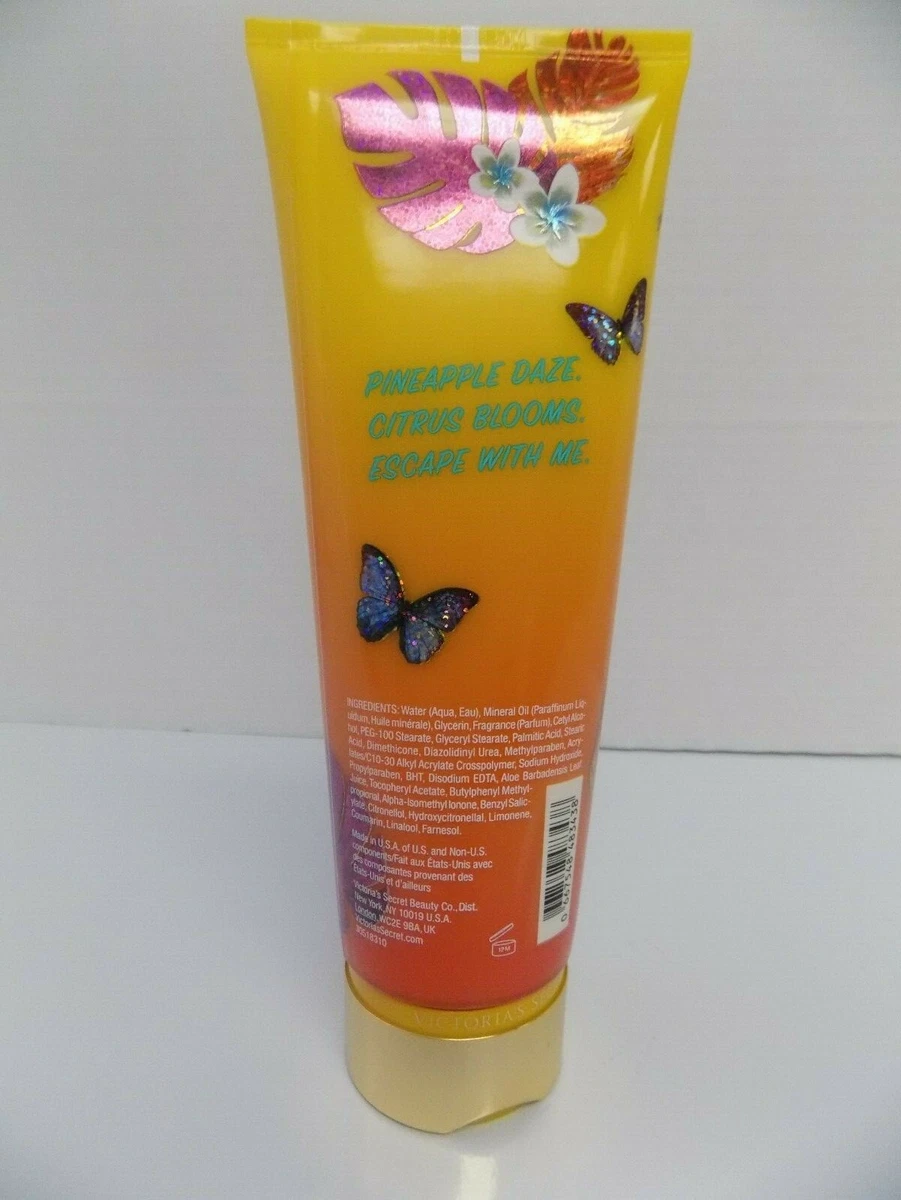 PINEAPPLE DAZE.
CITRUS BLOOMS.
ESCAPE WITH ME.
INGREDIENTS: Water (Aqua, Eau), Mineral Oil (Paraffinum Liq-
uidum, Huile minérale), Glycerin, Fragrance (Parfum), Cetyl Alco-
hol, PEG-100 Stearate, Glyceryl Stearate, Palmitic Acid, Stearic
Acid, Dimethicone, Diazolidinyl Urea, Methylparaben, Acry-
lates/C10-30 Alkyl Acrylate Crosspolymer, Sodium Hydroxide,
Propylparaben, BHT, Disodium EDTA, Aloe Barbadensis Leaf
Juice, Tocopheryl Acetate, Butylphenyl Methyl-
propional, Alpha-Isomethyl Ionone, Benzyl Salic-
ylate, Citronellol, Hydroxycitronellal, Limonene,
Coumarin, Linalool, Farnesol.
Made in U.S.A. of U.S. and Non-U.S.
components/Fait aux États-Unis avec
des composantes provenant des
États-Unis et d'ailleurs
Victoria's Secret Beauty Co., Dist.
New York, NY 10019 U.S.A.
London, WC2E 9BA, UK
VictoriasSecret.com
12M
0 667548 483438
VICTORIA'S S